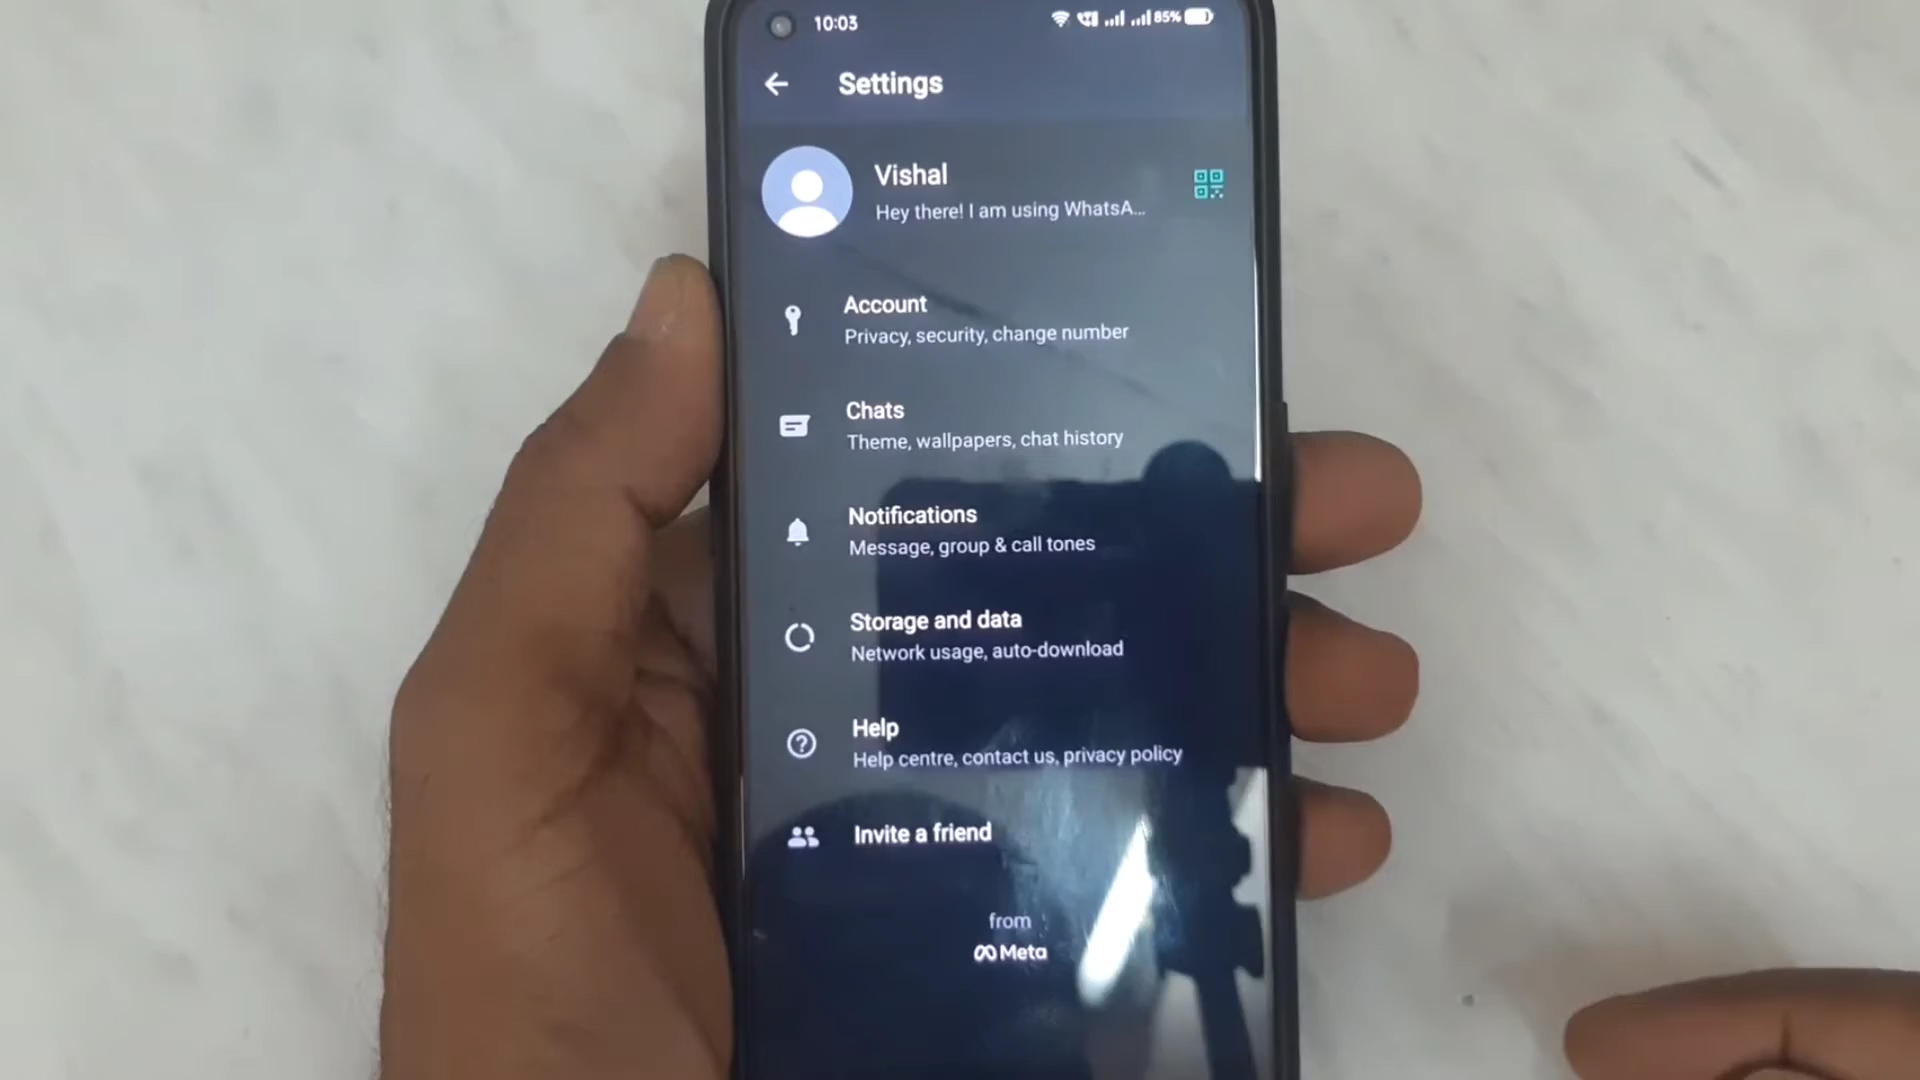 10:03
85%
Settings
Vishal
Hey there! I am using WhatsA...
Account
Privacy, security, change number
Chats
Theme, wallpapers, chat history
Notifications
Message, group & call tones
Storage and data
Network usage, auto-download
Help
Help centre, contact us, privacy policy
Invite a friend
from
Meta